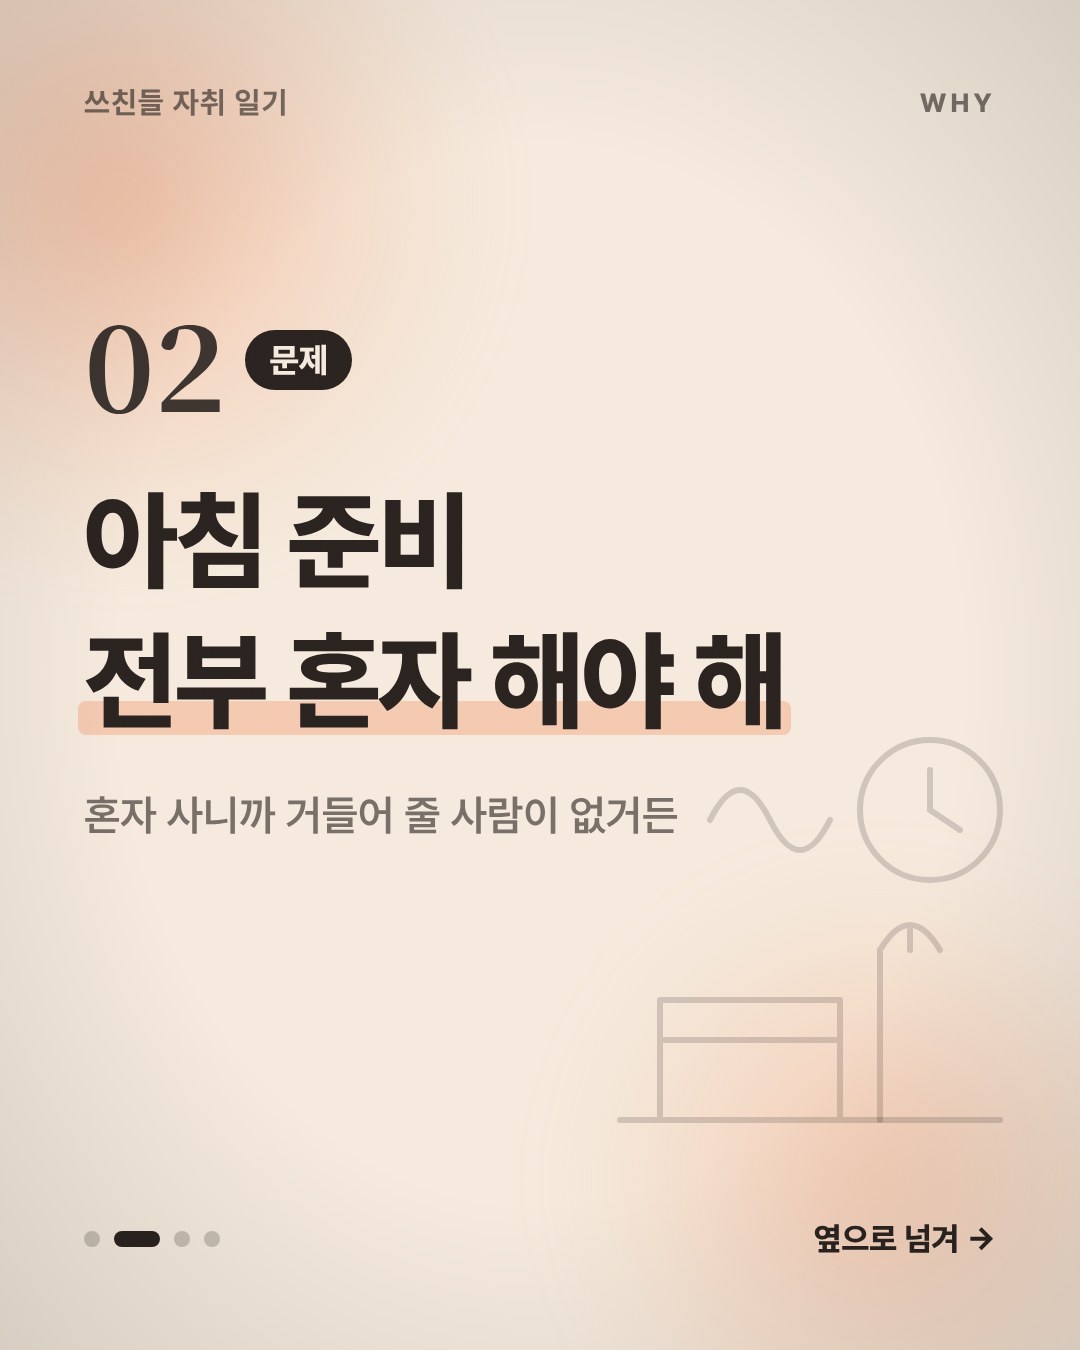 쓰친들 자취 일기
WHY
02
문제
아침 준비
전부 혼자 해야 해
혼자 사니까 거들어 줄 사람이 없거든
옆으로 넘겨 →